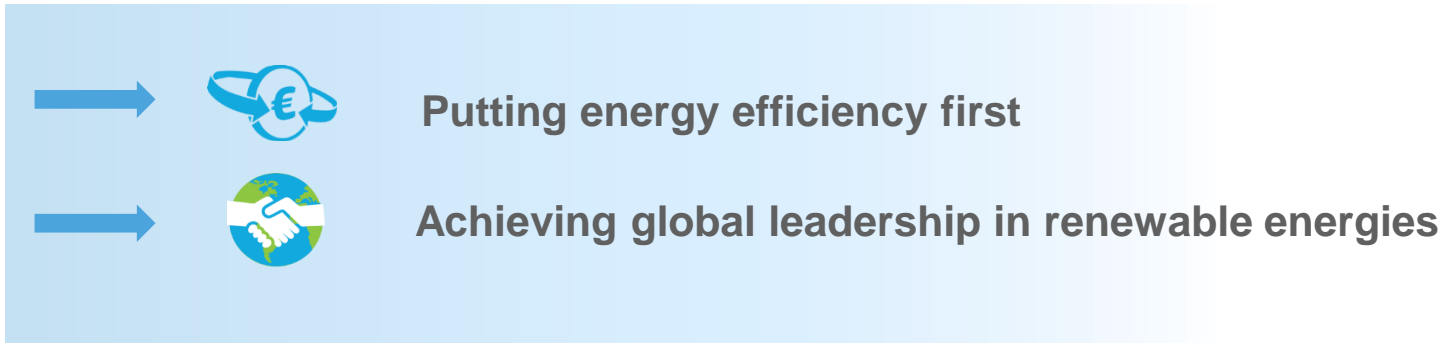 €
Putting energy efficiency first
Achieving global leadership in renewable energies